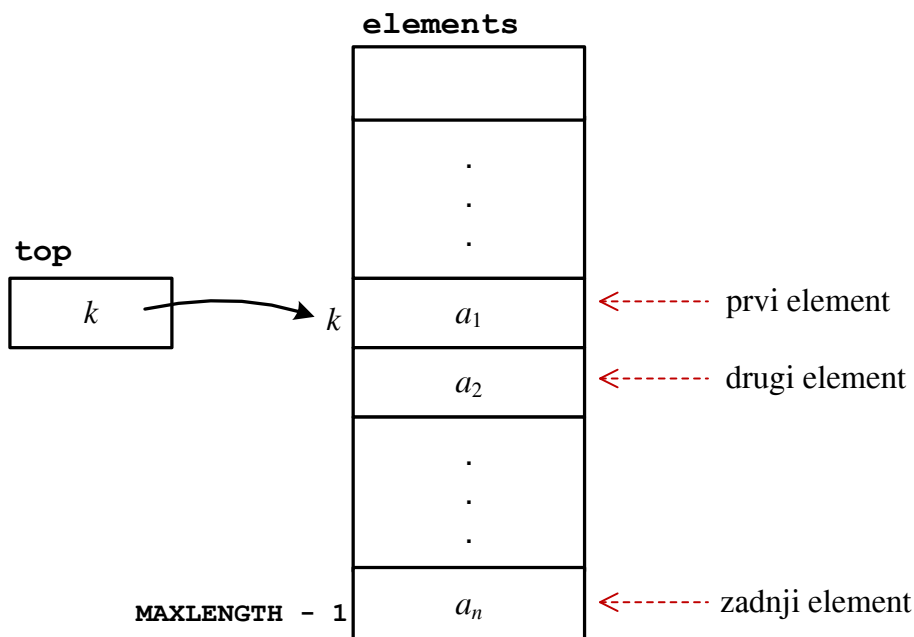 elements
.
.
.
top
k
k
a1
prvi element
a2
drugi element
.
.
.
MAXLENGTH - 1
an
zadnji element